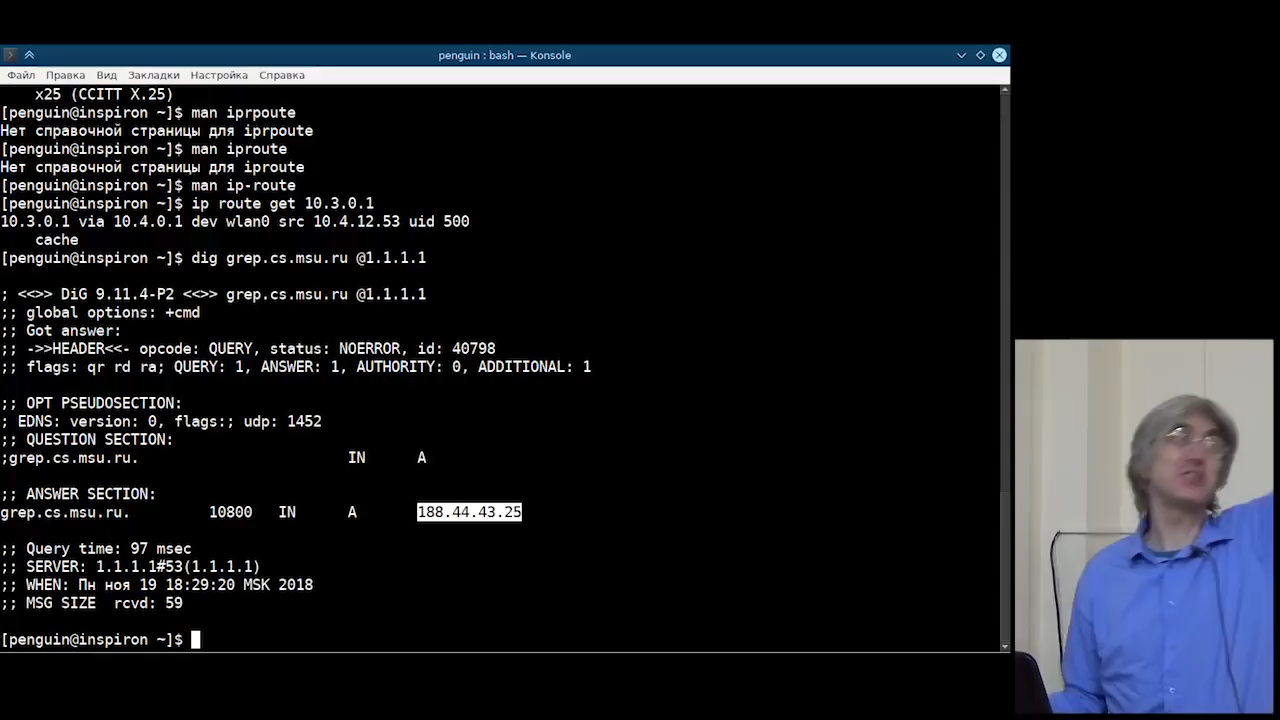 penguin : bash — Konsole
Файл Правка Вид Закладки Настройка Справка
x25 (CCITT X.25)
[penguin@inspiron ~]$ man iprpoute
Нет справочной страницы для iprpoute
[penguin@inspiron ~]$ man iproute
Нет справочной страницы для iproute
[penguin@inspiron ~]$ man ip-route
[penguin@inspiron ~]$ ip route get 10.3.0.1
10.3.0.1 via 10.4.0.1 dev wlan0 src 10.4.12.53 uid 500
cache
[penguin@inspiron ~]$ dig grep.cs.msu.ru @1.1.1.1
; <<>> DiG 9.11.4-P2 <<>> grep.cs.msu.ru @1.1.1.1
;; global options: +cmd
;; Got answer:
;; ->>HEADER<<- opcode: QUERY, status: NOERROR, id: 40798
;; flags: qr rd ra; QUERY: 1, ANSWER: 1, AUTHORITY: 0, ADDITIONAL: 1
;; OPT PSEUDOSECTION:
; EDNS: version: 0, flags:; udp: 1452
;; QUESTION SECTION:
;grep.cs.msu.ru. IN A
;; ANSWER SECTION:
grep.cs.msu.ru. 10800 IN A 188.44.43.25
;; Query time: 97 msec
;; SERVER: 1.1.1.1#53(1.1.1.1)
;; WHEN: Пн ноя 19 18:29:20 MSK 2018
;; MSG SIZE rcvd: 59
[penguin@inspiron ~]$